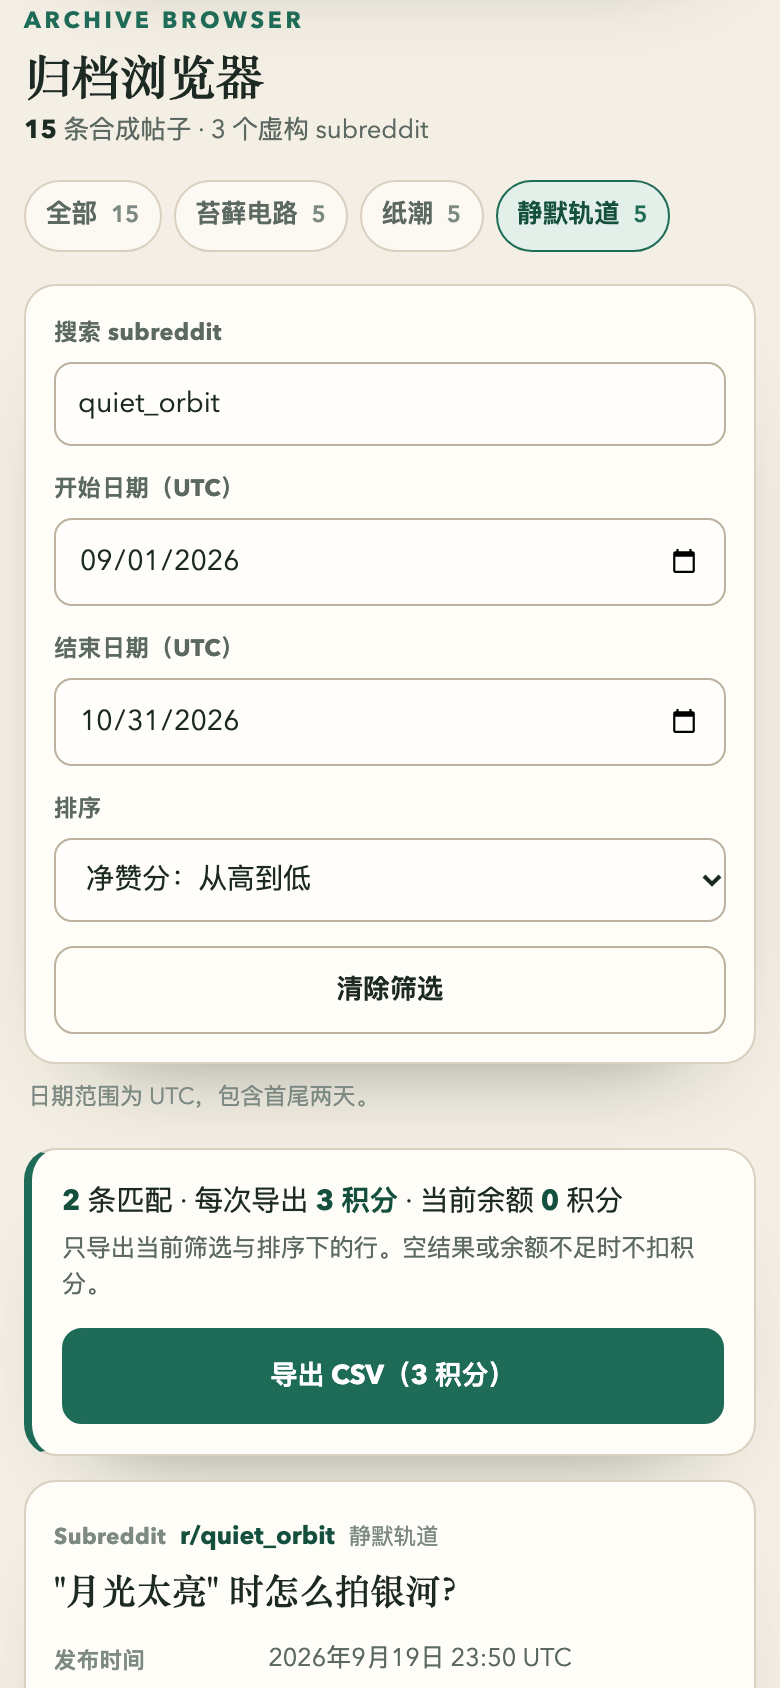 ARCHIVE BROWSER
归档浏览器
15 条合成帖子 · 3 个虚构 subreddit
全部 15 苔藓电路 5 纸潮 5 静默轨道 5
搜索 subreddit
quiet_orbit
开始日期（UTC）
09/01/2026
结束日期（UTC）
10/31/2026
排序
净赞分：从高到低
清除筛选
日期范围为 UTC，包含首尾两天。
2 条匹配 · 每次导出 3 积分 · 当前余额 0 积分
只导出当前筛选与排序下的行。空结果或余额不足时不扣积
分。
导出 CSV（3 积分）
Subreddit r/quiet_orbit 静默轨道
"月光太亮" 时怎么拍银河?
发布时间 2026年9月19日 23:50 UTC